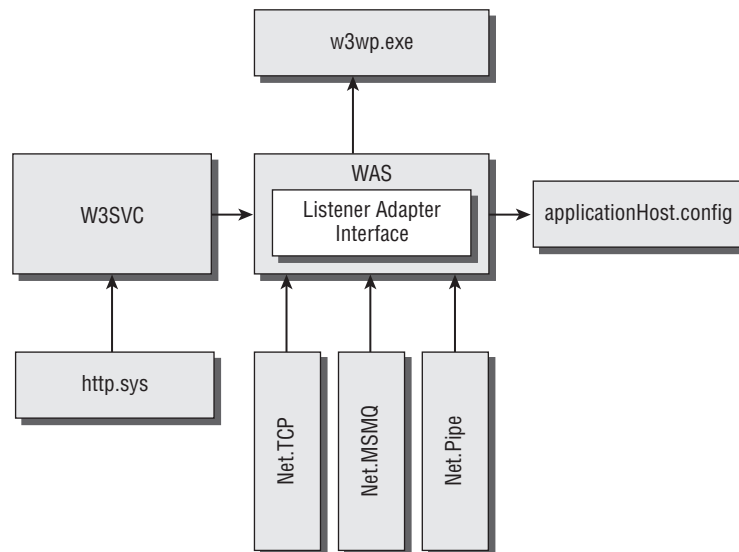 w3wp.exe
W3SVC
WAS
Listener Adapter
Interface
applicationHost.config
http.sys
Net.TCP
Net.MSMQ
Net.Pipe